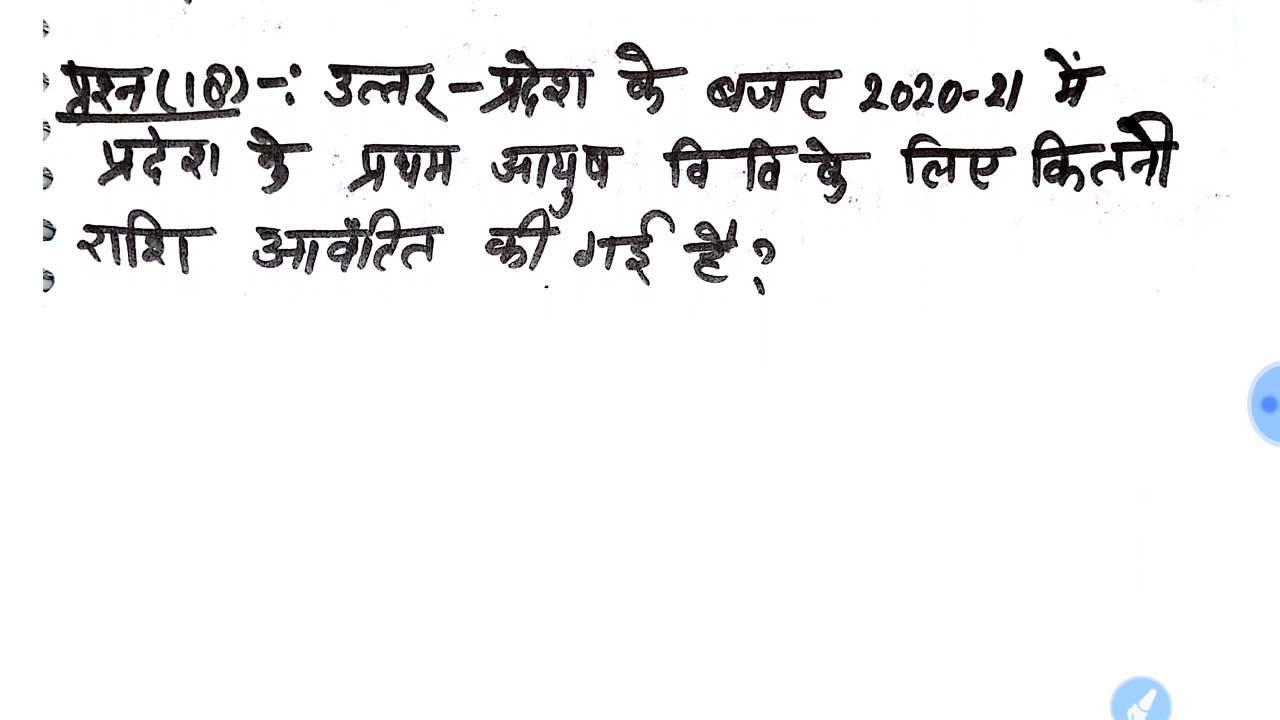 प्रश्न(18)-: उत्तर-प्रदेश के बजट 2020-21 में
प्रदेश के प्रथम आयुष वि वि के लिए कितनी
राशि आवंटित की गई है?